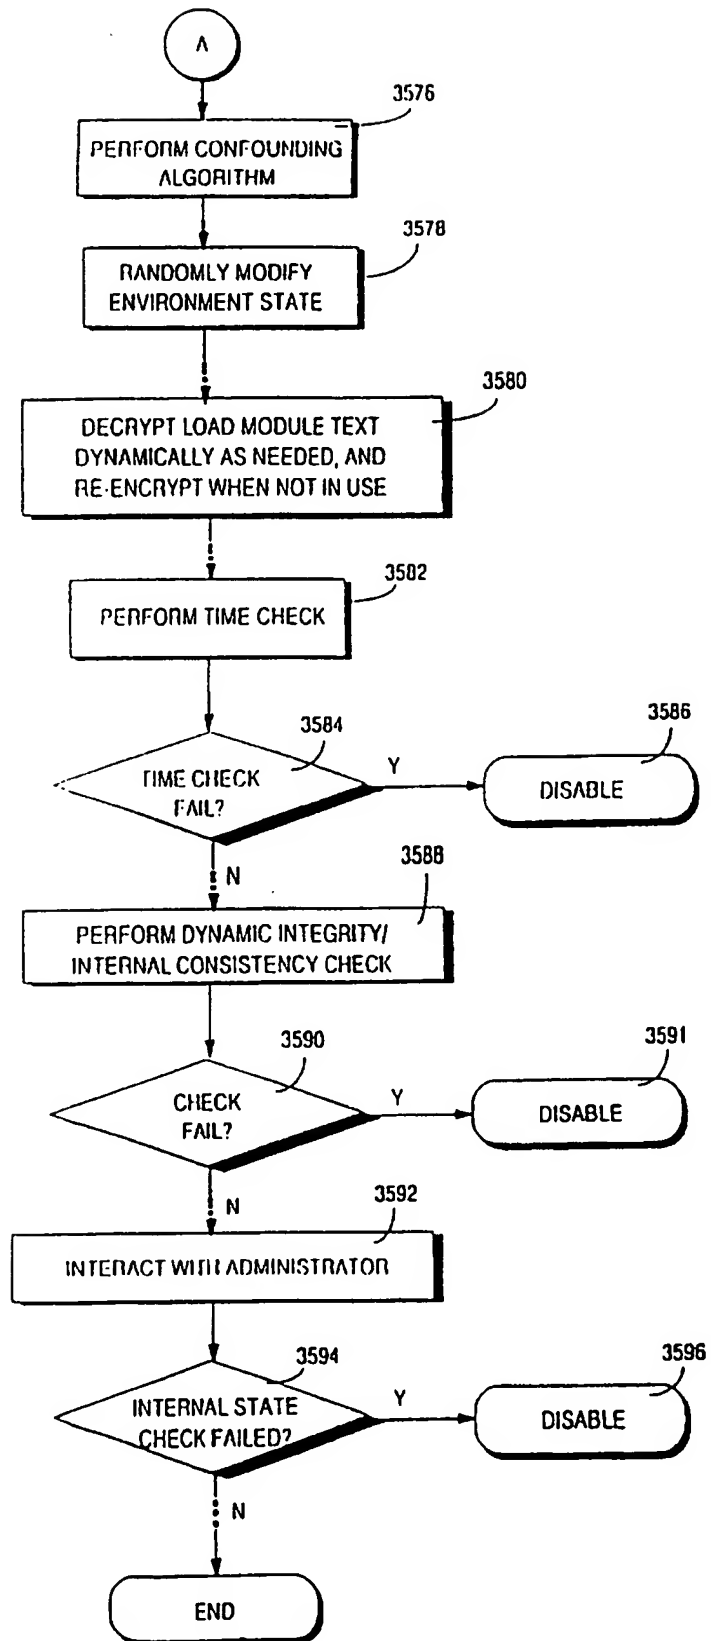 A
3576
PERFORM CONFOUNDING
ALGORITHM
3578
RANDOMLY MODIFY
ENVIRONMENT STATE
3580
DECRYPT LOAD MODULE TEXT
DYNAMICALLY AS NEEDED, AND
RE-ENCRYPT WHEN NOT IN USE
3582
PERFORM TIME CHECK
3584
TIME CHECK
FAIL?
Y
3586
DISABLE
N
3588
PERFORM DYNAMIC INTEGRITY/
INTERNAL CONSISTENCY CHECK
3590
CHECK
FAIL?
Y
3591
DISABLE
N
3592
INTERACT WITH ADMINISTRATOR
3594
INTERNAL STATE
CHECK FAILED?
Y
3596
DISABLE
N
END